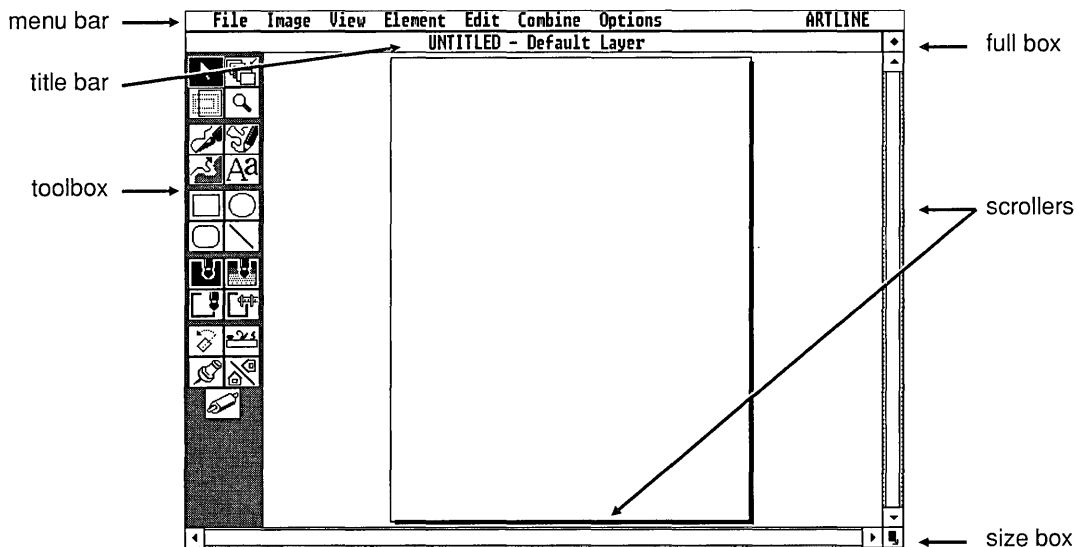 menu bar
File Image View Element Edit Combine Options ARTLINE
UNTITLED - Default Layer
full box
title bar
Aa
toolbox
scrollers
size box